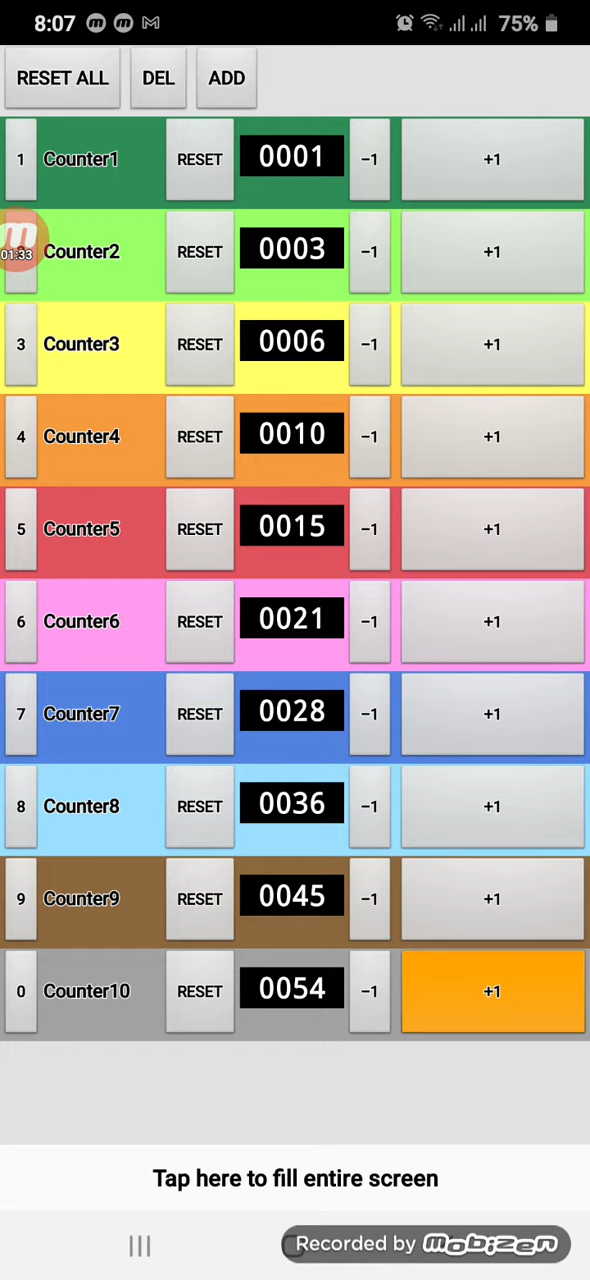 8:07 75%
RESET ALL DEL ADD
1 Counter1 RESET 0001 −1 +1
01:33 Counter2 RESET 0003 −1 +1
3 Counter3 RESET 0006 −1 +1
4 Counter4 RESET 0010 −1 +1
5 Counter5 RESET 0015 −1 +1
6 Counter6 RESET 0021 −1 +1
7 Counter7 RESET 0028 −1 +1
8 Counter8 RESET 0036 −1 +1
9 Counter9 RESET 0045 −1 +1
0 Counter10 RESET 0054 −1 +1
Tap here to fill entire screen
Recorded by mobizen